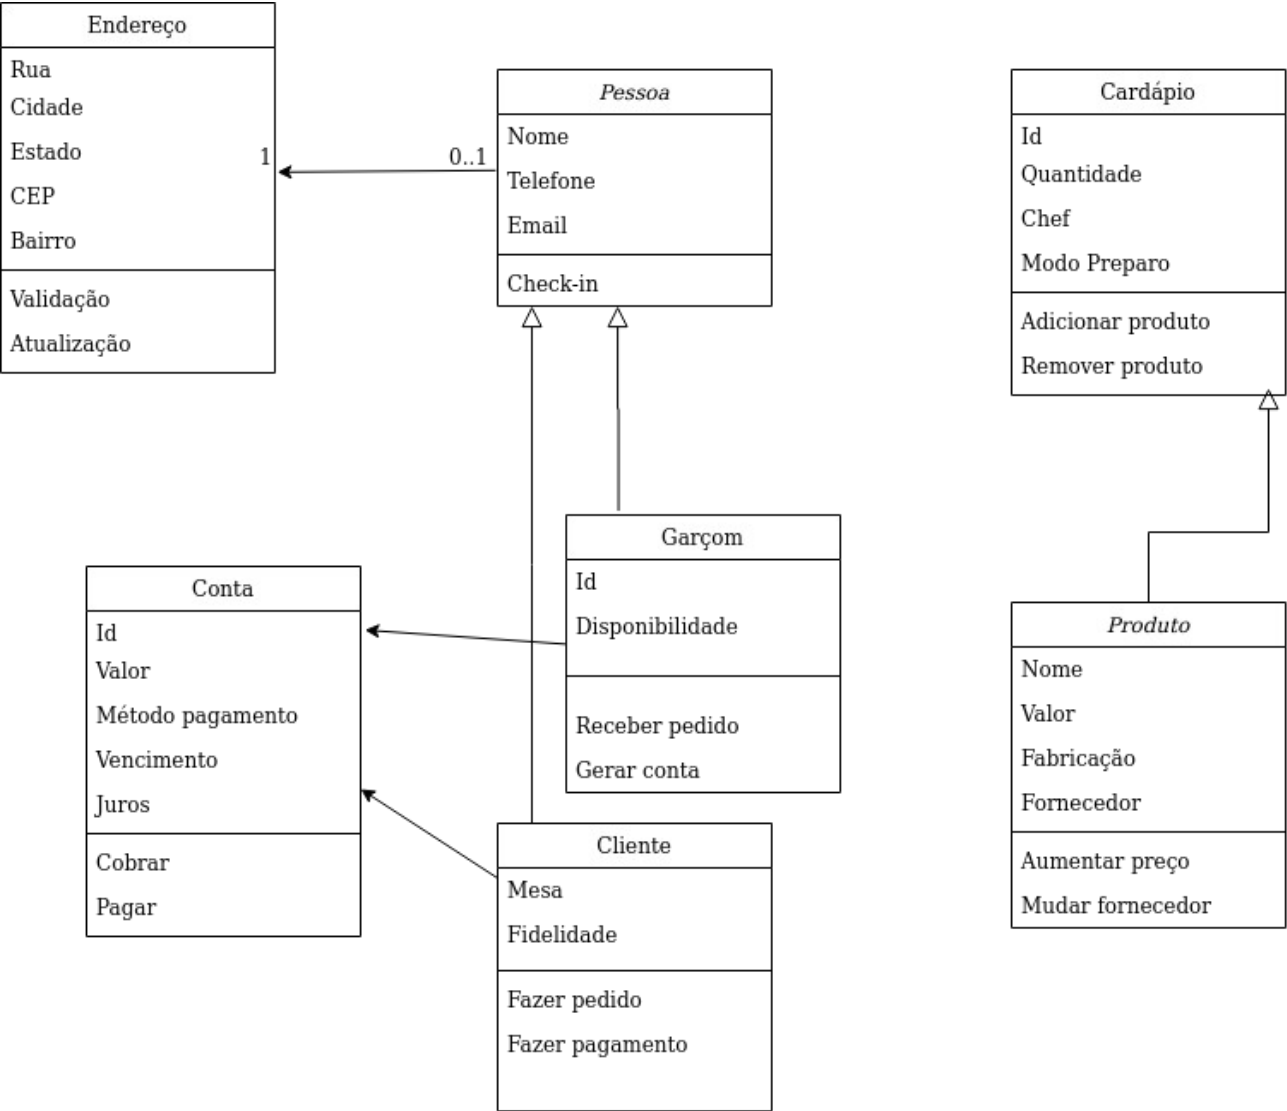 Endereço
Rua
Cidade
Estado
CEP
Bairro
Validação
Atualização
1
0..1
Pessoa
Nome
Telefone
Email
Check-in
Cardápio
Id
Quantidade
Chef
Modo Preparo
Adicionar produto
Remover produto
Garçom
Id
Disponibilidade
Receber pedido
Gerar conta
Conta
Id
Valor
Método pagamento
Vencimento
Juros
Cobrar
Pagar
Cliente
Mesa
Fidelidade
Fazer pedido
Fazer pagamento
Produto
Nome
Valor
Fabricação
Fornecedor
Aumentar preço
Mudar fornecedor